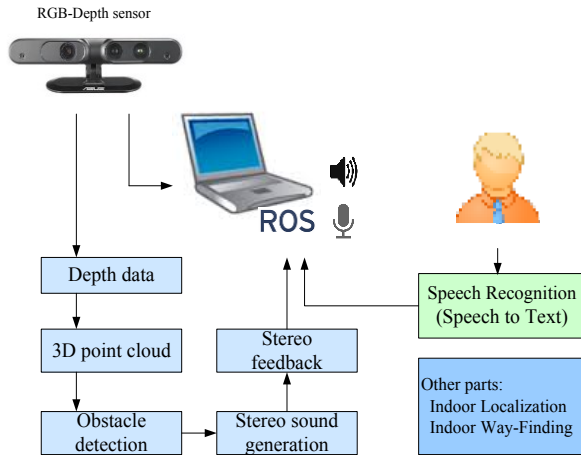 RGB-Depth sensor
ASUS
ROS
Depth data
3D point cloud
Obstacle
detection
Stereo sound
generation
Stereo
feedback
Speech Recognition
(Speech to Text)
Other parts:
Indoor Localization
Indoor Way-Finding